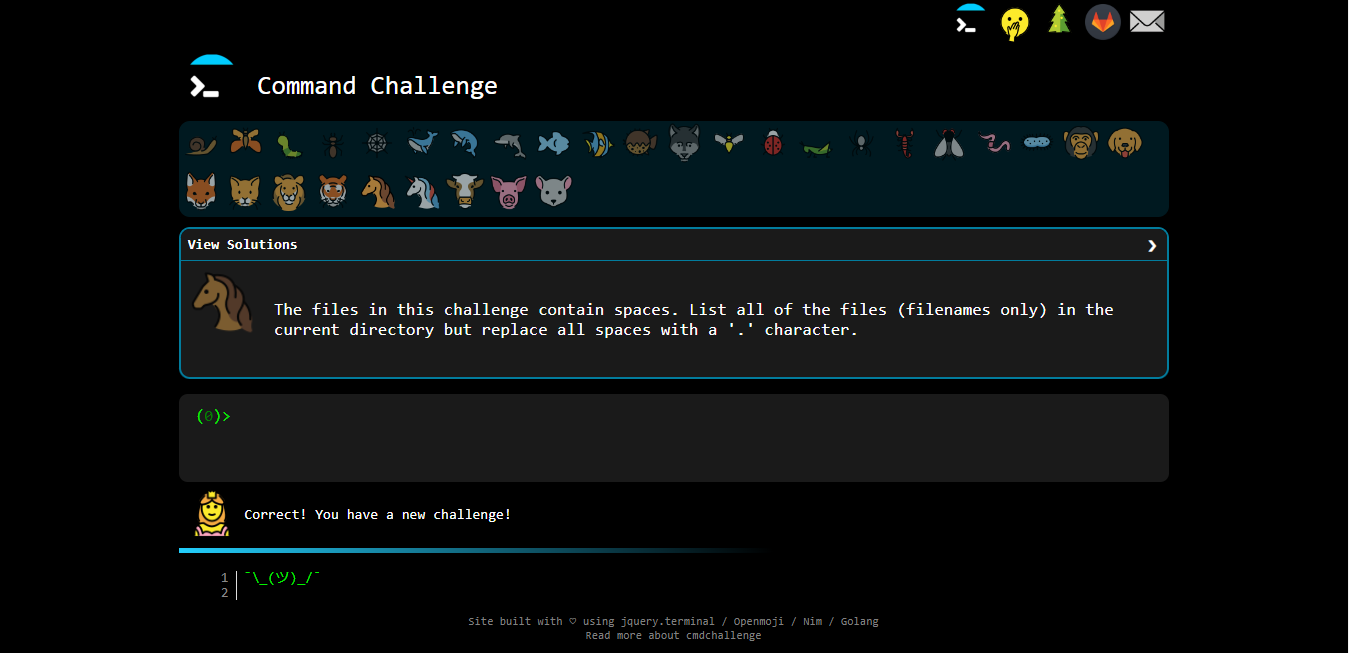 Command Challenge
View Solutions
The files in this challenge contain spaces. List all of the files (filenames only) in the
current directory but replace all spaces with a '.' character.
(0)>
Correct! You have a new challenge!
1 ¯\_(ツ)_/¯
2
Site built with ♡ using jquery.terminal / Openmoji / Nim / Golang
Read more about cmdchallenge